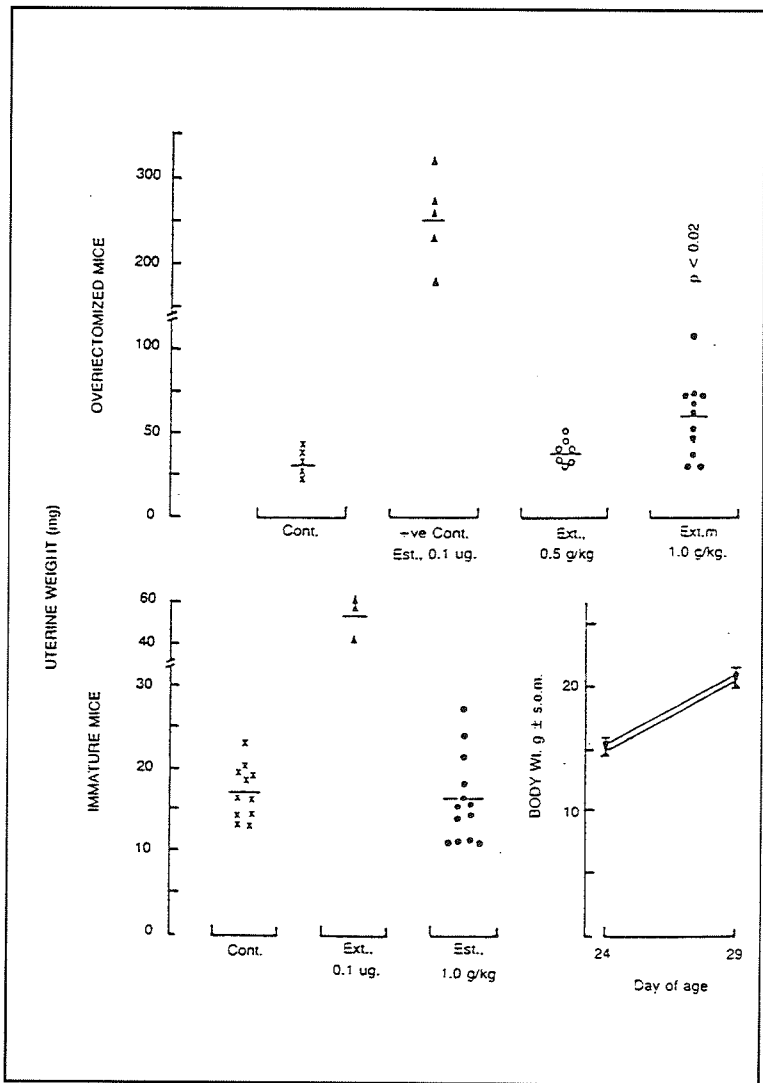 UTERINE WEIGHT (mg)
OVERIECTOMIZED MICE
300
200
100
50
0
p < 0.02
Cont.
+ve Cont.
Est., 0.1 ug.
Ext.,
0.5 g/kg
Ext.m
1.0 g/kg.
IMMATURE MICE
60
40
30
20
10
0
Cont.
Ext.,
0.1 ug.
Est.,
1.0 g/kg
BODY Wt. g ± s.o.m.
20
10
24
29
Day of age